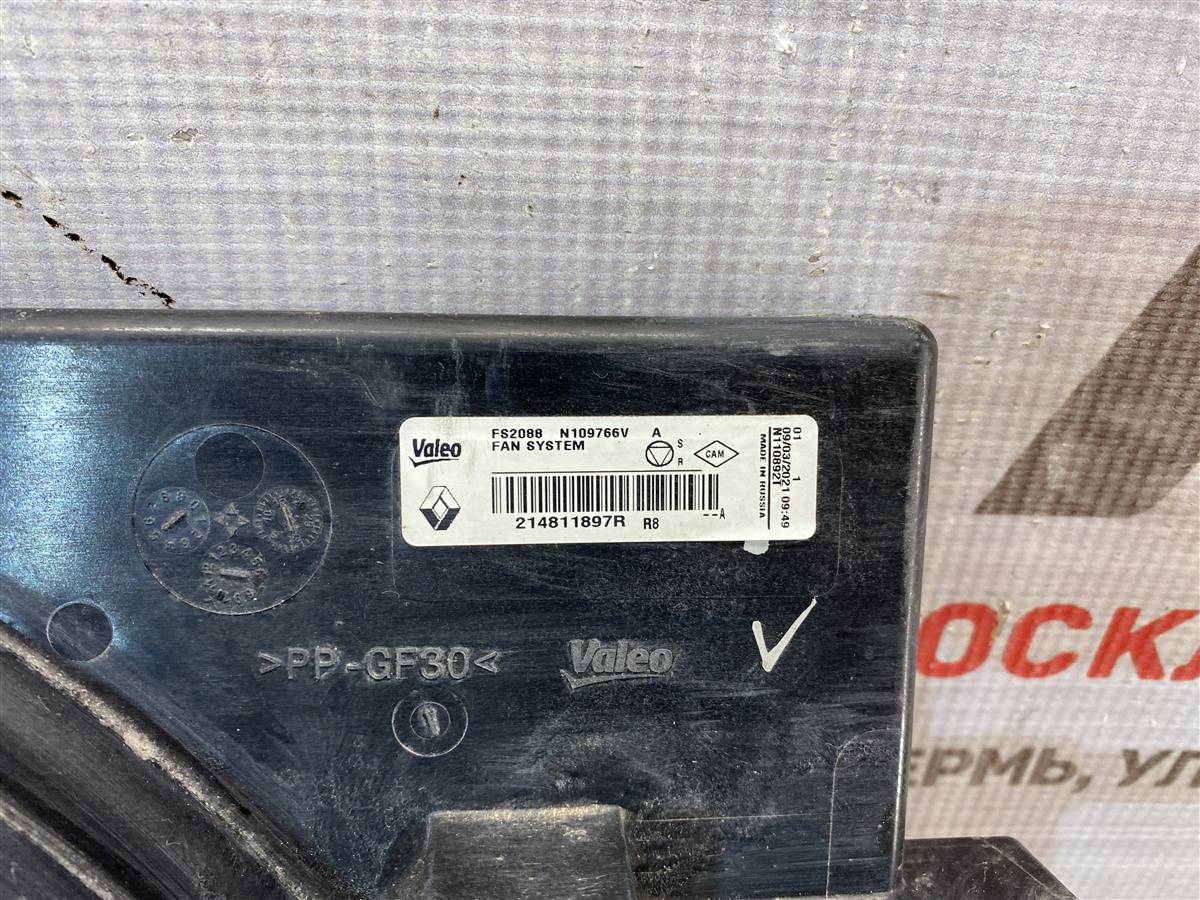 Valeo
FS2088 N109766V A
FAN SYSTEM
S
R
CAM
214811897R R8 --A
MADE IN RUSSIA
N110892T
09/03/2021 09:49
01 1
>PP-GF30<
Valeo
ОСКЛ
ЕРМЬ, УЛ